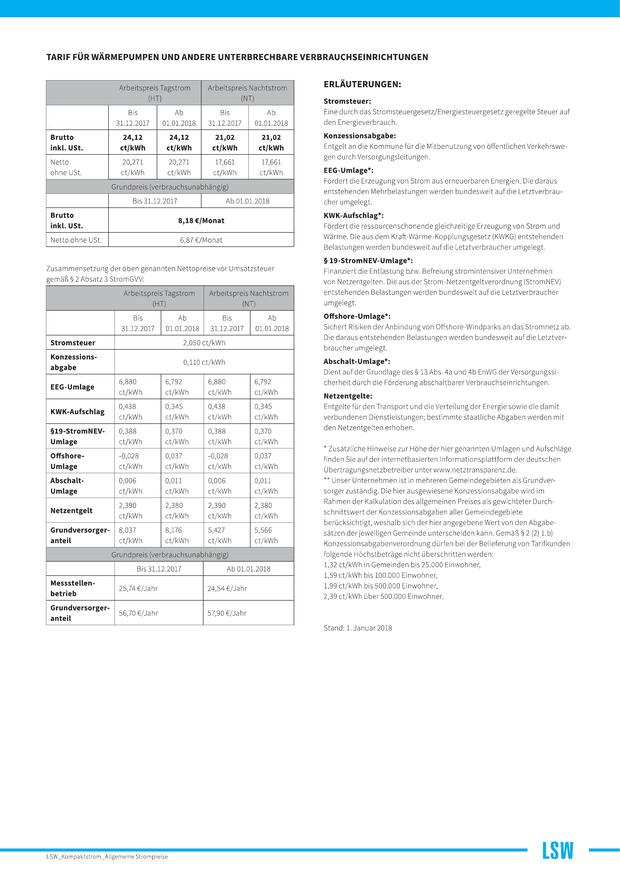 TARIF FÜR WÄRMEPUMPEN UND ANDERE UNTERBRECHBARE VERBRAUCHSEINRICHTUNGEN
Arbeitspreis Tagstrom (HT) Arbeitspreis Nachtstrom (NT)
Bis 31.12.2017 Ab 01.01.2018 Bis 31.12.2017 Ab 01.01.2018
Brutto inkl. USt. 24,12 ct/kWh 24,12 ct/kWh 21,02 ct/kWh 21,02 ct/kWh
Netto ohne USt. 20,271 ct/kWh 20,271 ct/kWh 17,661 ct/kWh 17,661 ct/kWh
Grundpreis (verbrauchsunabhängig)
Bis 31.12.2017 Ab 01.01.2018
Brutto inkl. USt. 8,18 €/Monat
Netto ohne USt. 6,87 €/Monat
Zusammensetzung der oben genannten Nettopreise vor Umsatzsteuer
gemäß § 2 Absatz 3 StromGVV:
Arbeitspreis Tagstrom (HT) Arbeitspreis Nachtstrom (NT)
Bis 31.12.2017 Ab 01.01.2018 Bis 31.12.2017 Ab 01.01.2018
Stromsteuer 2,050 ct/kWh
Konzessions-abgabe 0,110 ct/kWh
EEG-Umlage 6,880 ct/kWh 6,792 ct/kWh 6,880 ct/kWh 6,792 ct/kWh
KWK-Aufschlag 0,438 ct/kWh 0,345 ct/kWh 0,438 ct/kWh 0,345 ct/kWh
§19-StromNEV-Umlage 0,388 ct/kWh 0,370 ct/kWh 0,388 ct/kWh 0,370 ct/kWh
Offshore-Umlage -0,028 ct/kWh 0,037 ct/kWh -0,028 ct/kWh 0,037 ct/kWh
Abschalt-Umlage 0,006 ct/kWh 0,011 ct/kWh 0,006 ct/kWh 0,011 ct/kWh
Netzentgelt 2,390 ct/kWh 2,380 ct/kWh 2,390 ct/kWh 2,380 ct/kWh
Grundversorger-anteil 8,037 ct/kWh 8,176 ct/kWh 5,427 ct/kWh 5,566 ct/kWh
Grundpreis (verbrauchsunabhängig)
Bis 31.12.2017 Ab 01.01.2018
Messstellen-betrieb 25,74 €/Jahr 24,54 €/Jahr
Grundversorger-anteil 56,70 €/Jahr 57,90 €/Jahr
ERLÄUTERUNGEN:
Stromsteuer:
Eine durch das Stromsteuergesetz/Energiesteuergesetz geregelte Steuer auf
den Energieverbrauch.
Konzessionsabgabe:
Entgelt an die Kommune für die Mitbenutzung von öffentlichen Verkehrswe-
gen durch Versorgungsleitungen.
EEG-Umlage*:
Fördert die Erzeugung von Strom aus erneuerbaren Energien. Die daraus
entstehenden Mehrbelastungen werden bundesweit auf die Letztverbrau-
cher umgelegt.
KWK-Aufschlag*:
Fördert die ressourcenschonende gleichzeitige Erzeugung von Strom und
Wärme. Die aus dem Kraft-Wärme-Kopplungsgesetz (KWKG) entstehenden
Belastungen werden bundesweit auf die Letztverbraucher umgelegt.
§ 19-StromNEV-Umlage*:
Finanziert die Entlastung bzw. Befreiung stromintensiver Unternehmen
von Netzentgelten. Die aus der Strom-Netzentgeltverordnung (StromNEV)
entstehenden Belastungen werden bundesweit auf die Letztverbraucher
umgelegt.
Offshore-Umlage*:
Sichert Risiken der Anbindung von Offshore-Windparks an das Stromnetz ab.
Die daraus entstehenden Belastungen werden bundesweit auf die Letztver-
braucher umgelegt.
Abschalt-Umlage*:
Dient auf der Grundlage des § 13 Abs. 4a und 4b EnWG der Versorgungssi-
cherheit durch die Förderung abschaltbarer Verbrauchseinrichtungen.
Netzentgelte:
Entgelte für den Transport und die Verteilung der Energie sowie die damit
verbundenen Dienstleistungen; bestimmte staatliche Abgaben werden mit
den Netzentgelten erhoben.
* Zusätzliche Hinweise zur Höhe der hier genannten Umlagen und Aufschläge
finden Sie auf der internetbasierten Informationsplattform der deutschen
Übertragungsnetzbetreiber unter www.netztransparenz.de.
** Unser Unternehmen ist in mehreren Gemeindegebieten als Grundver-
sorger zuständig. Die hier ausgewiesene Konzessionsabgabe wird im
Rahmen der Kalkulation des allgemeinen Preises als gewichteter Durch-
schnittswert der Konzessionsabgaben aller Gemeindegebiete
berücksichtigt, weshalb sich der hier angegebene Wert von den Abgabe-
sätzen der jeweiligen Gemeinde unterscheiden kann. Gemäß § 2 (2) 1.b)
Konzessionsabgabenverordnung dürfen bei der Belieferung von Tarifkunden
folgende Höchstbeträge nicht überschritten werden:
1,32 ct/kWh in Gemeinden bis 25.000 Einwohner,
1,59 ct/kWh bis 100.000 Einwohner,
1,99 ct/kWh bis 500.000 Einwohner,
2,39 ct/kWh über 500.000 Einwohner.
Stand: 1. Januar 2018
LSW_Kompaktstrom_Allgemeine Strompreise
LSW